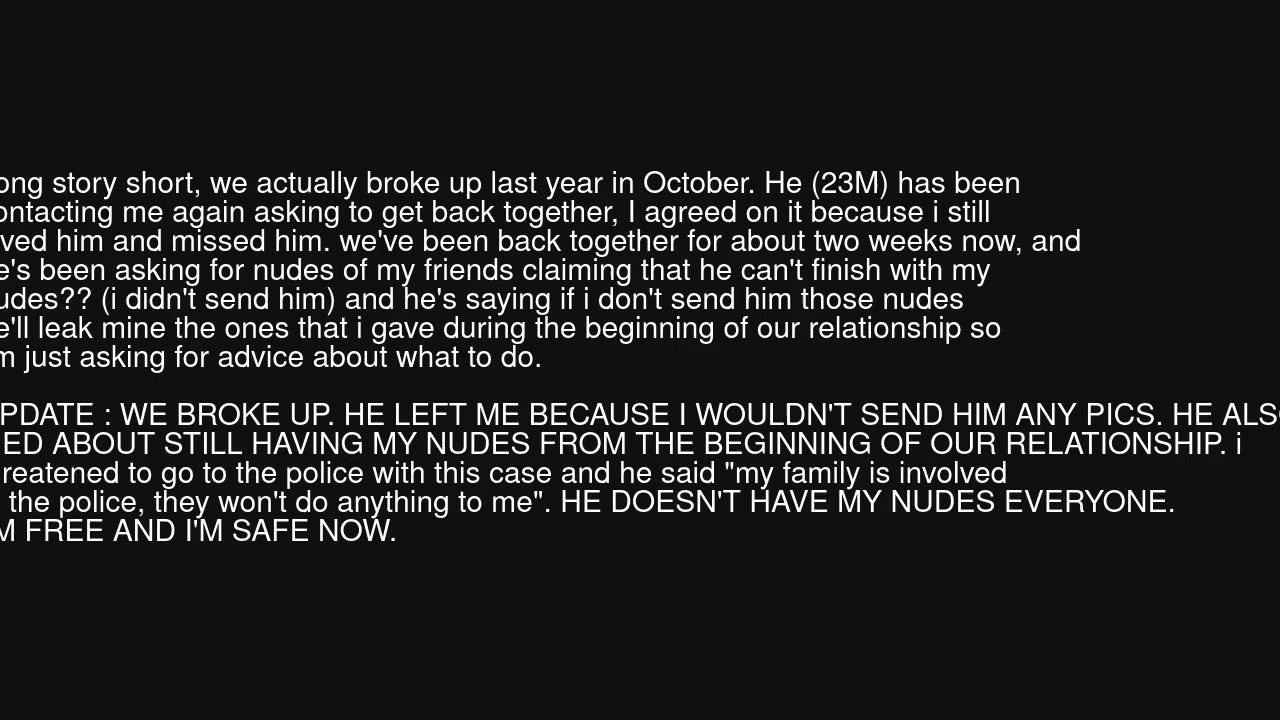 ong story short, we actually broke up last year in October. He (23M) has been
ontacting me again asking to get back together, I agreed on it because i still
ved him and missed him. we've been back together for about two weeks now, and
e's been asking for nudes of my friends claiming that he can't finish with my
udes?? (i didn't send him) and he's saying if i don't send him those nudes
e'll leak mine the ones that i gave during the beginning of our relationship so
m just asking for advice about what to do.
PDATE : WE BROKE UP. HE LEFT ME BECAUSE I WOULDN'T SEND HIM ANY PICS. HE ALS
ED ABOUT STILL HAVING MY NUDES FROM THE BEGINNING OF OUR RELATIONSHIP. i
reatened to go to the police with this case and he said "my family is involved
the police, they won't do anything to me". HE DOESN'T HAVE MY NUDES EVERYONE.
M FREE AND I'M SAFE NOW.